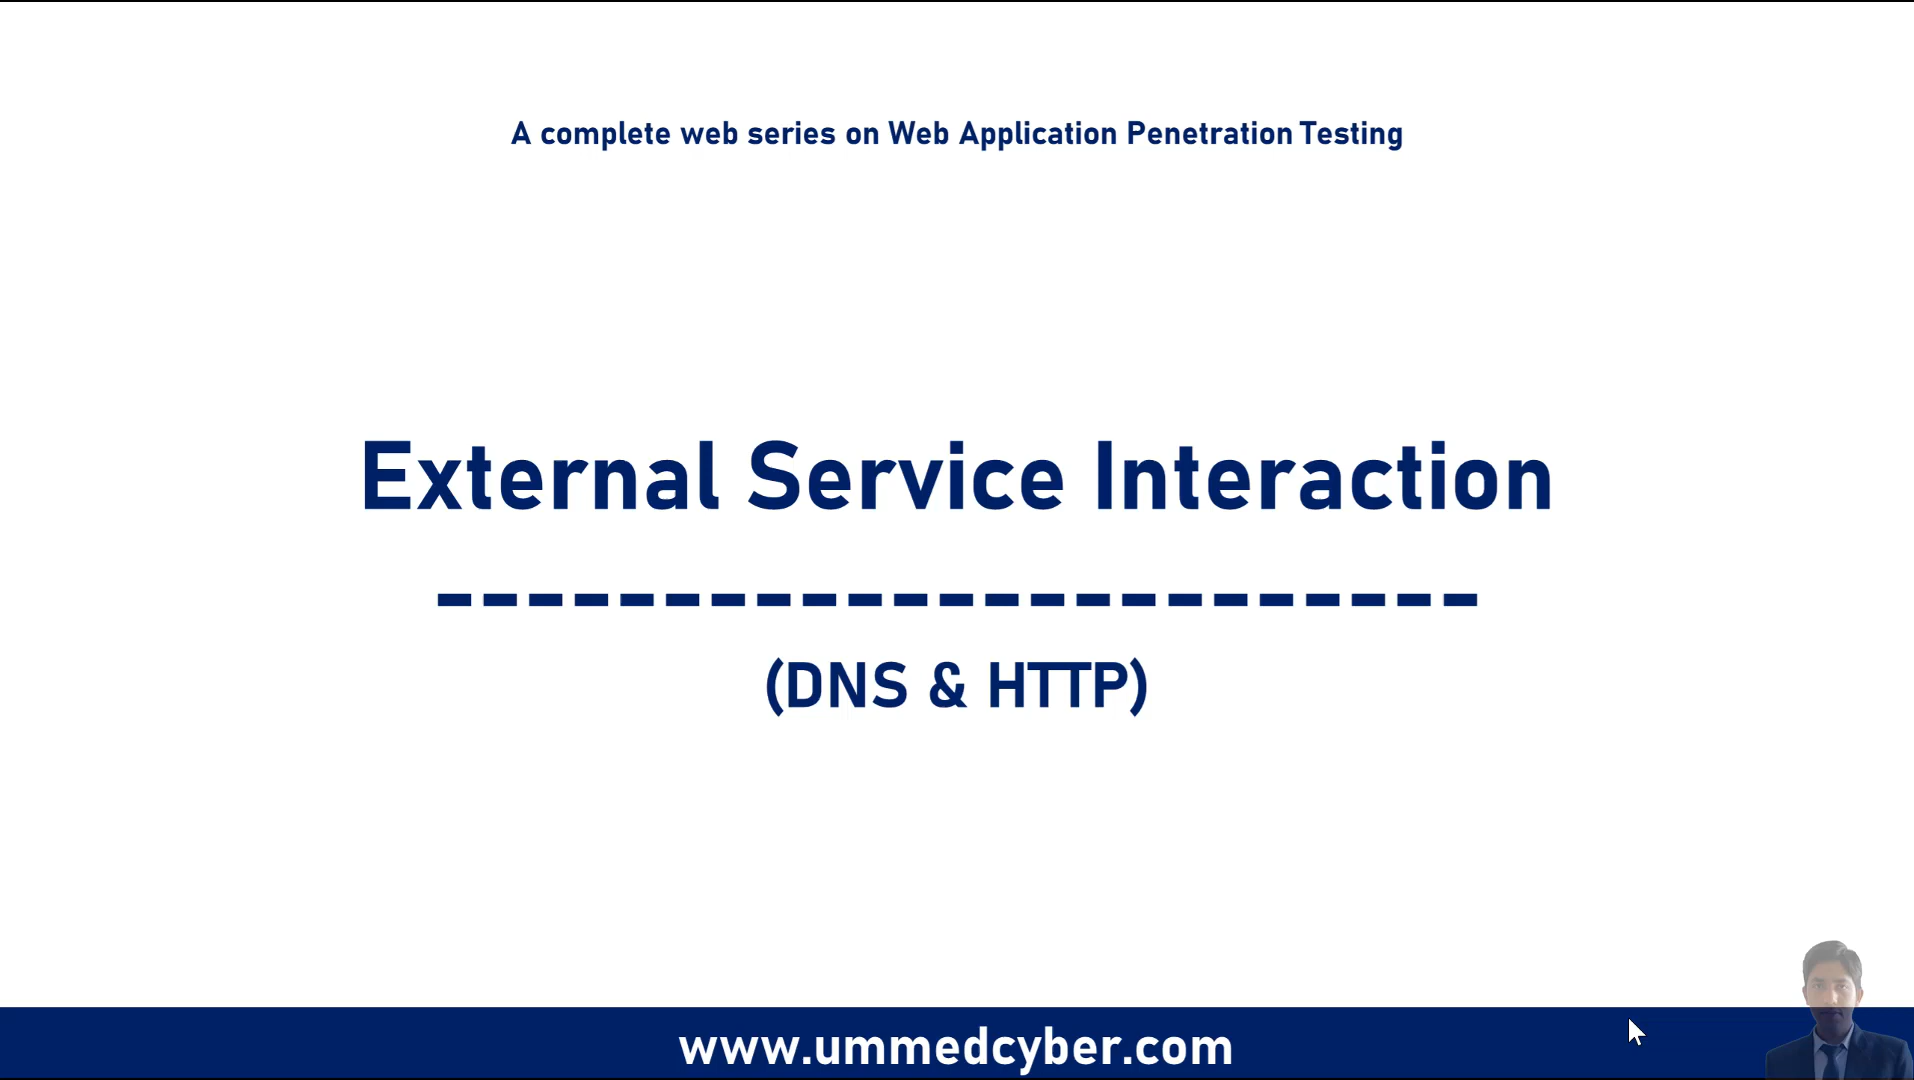 A complete web series on Web Application Penetration Testing
External Service Interaction
-----------------------
(DNS & HTTP)
www.ummedcyber.com